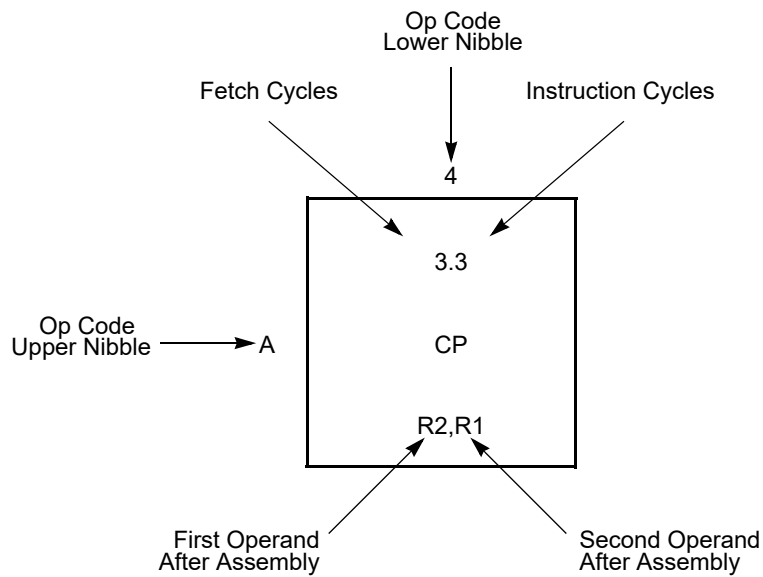 Op Code
Lower Nibble
Fetch Cycles
Instruction Cycles
4
3.3
Op Code
Upper Nibble
A
CP
R2,R1
First Operand
After Assembly
Second Operand
After Assembly